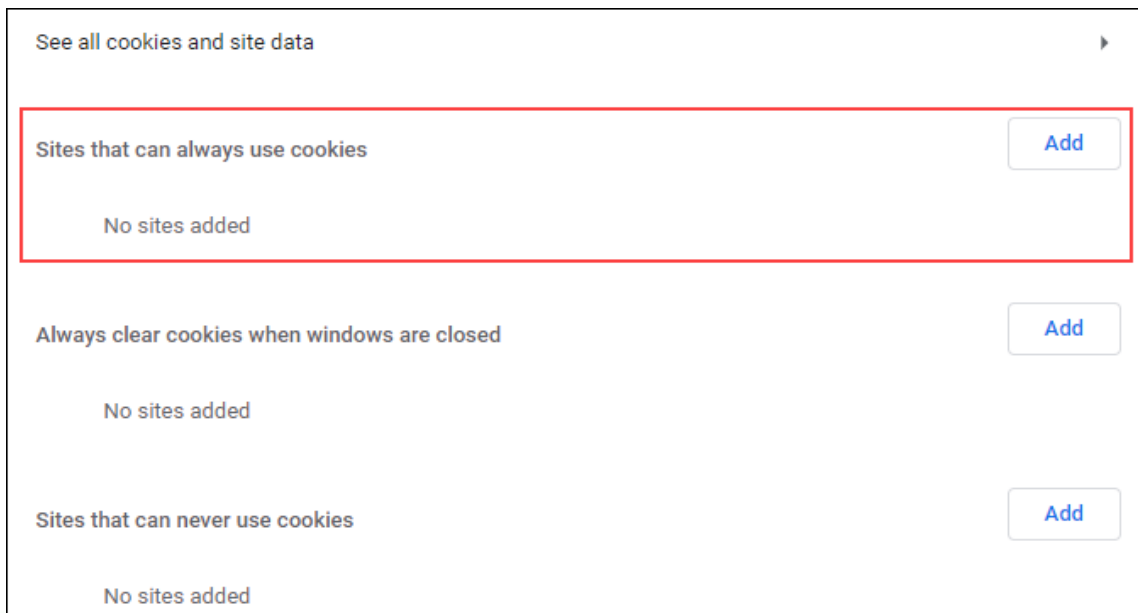 See all cookies and site data
Sites that can always use cookies
Add
No sites added
Always clear cookies when windows are closed
Add
No sites added
Sites that can never use cookies
Add
No sites added